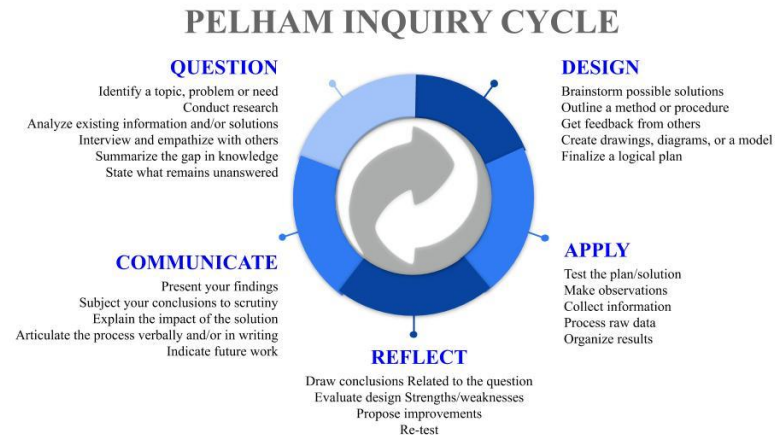 PELHAM INQUIRY CYCLE
QUESTION
Identify a topic, problem or need
Conduct research
Analyze existing information and/or solutions
Interview and empathize with others
Summarize the gap in knowledge
State what remains unanswered
DESIGN
Brainstorm possible solutions
Outline a method or procedure
Get feedback from others
Create drawings, diagrams, or a model
Finalize a logical plan
APPLY
Test the plan/solution
Make observations
Collect information
Process raw data
Organize results
REFLECT
Draw conclusions Related to the question
Evaluate design Strengths/weaknesses
Propose improvements
Re-test
COMMUNICATE
Present your findings
Subject your conclusions to scrutiny
Explain the impact of the solution
Articulate the process verbally and/or in writing
Indicate future work